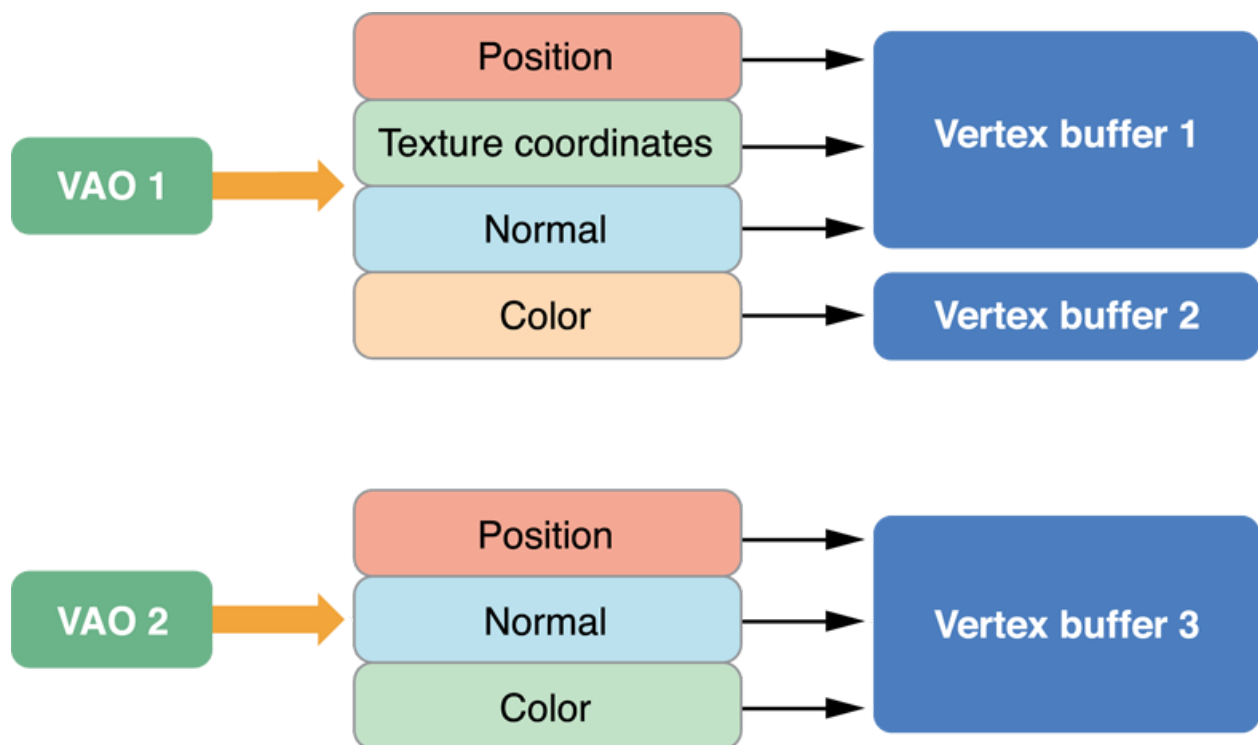 Position
Texture coordinates
VAO 1
Normal
Color
Vertex buffer 1
Vertex buffer 2
Position
VAO 2
Normal
Color
Vertex buffer 3